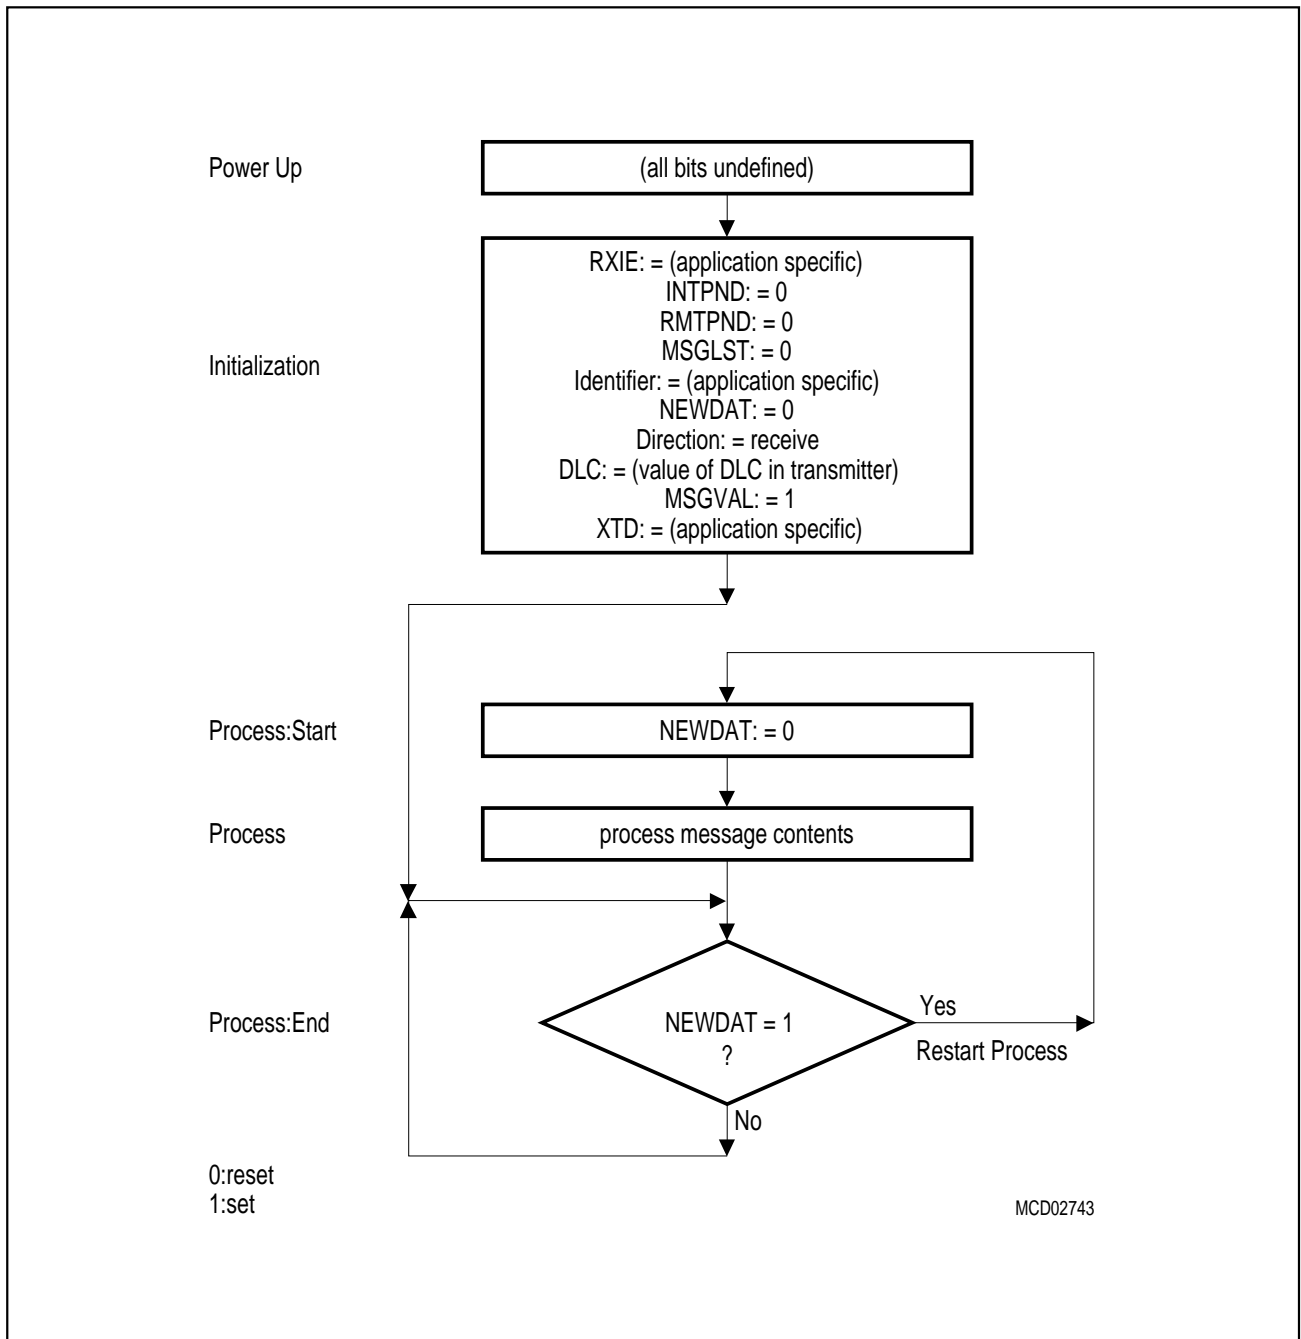 Power Up
(all bits undefined)
Initialization
RXIE: = (application specific)
INTPND: = 0
RMTPND: = 0
MSGLST: = 0
Identifier: = (application specific)
NEWDAT: = 0
Direction: = receive
DLC: = (value of DLC in transmitter)
MSGVAL: = 1
XTD: = (application specific)
Process:Start
NEWDAT: = 0
Process
process message contents
Process:End
NEWDAT = 1
?
Yes
Restart Process
No
0:reset
1:set
MCD02743